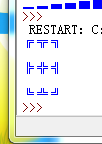 >>>
RESTART: C:
╔ ╦ ╗
╠ ╬ ╣
╚ ╩ ╝
>>>